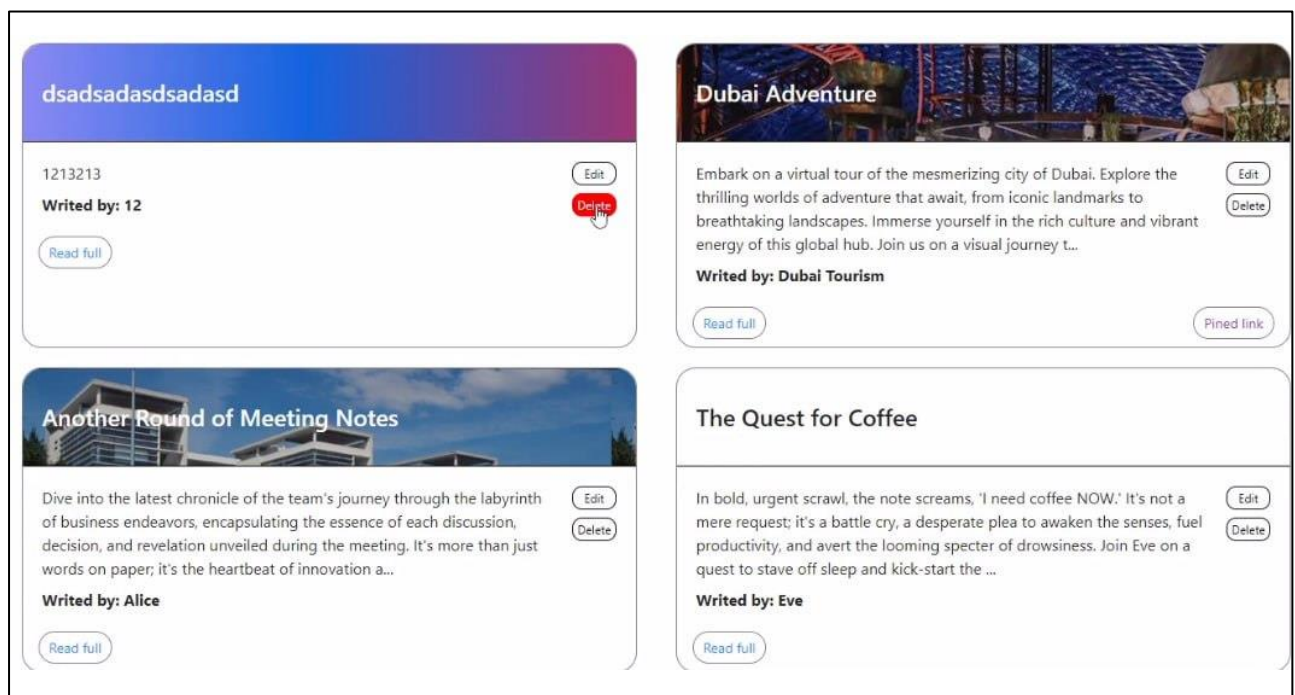 dsadsadasdsadasd
1213213
Edit
Writed by: 12
Delete
Read full
Dubai Adventure
Embark on a virtual tour of the mesmerizing city of Dubai. Explore the
thrilling worlds of adventure that await, from iconic landmarks to
breathtaking landscapes. Immerse yourself in the rich culture and vibrant
energy of this global hub. Join us on a visual journey t...
Edit
Delete
Writed by: Dubai Tourism
Read full
Pined link
Another Round of Meeting Notes
Dive into the latest chronicle of the team's journey through the labyrinth
of business endeavors, encapsulating the essence of each discussion,
decision, and revelation unveiled during the meeting. It's more than just
words on paper; it's the heartbeat of innovation a...
Edit
Delete
Writed by: Alice
Read full
The Quest for Coffee
In bold, urgent scrawl, the note screams, 'I need coffee NOW.' It's not a
mere request; it's a battle cry, a desperate plea to awaken the senses, fuel
productivity, and avert the looming specter of drowsiness. Join Eve on a
quest to stave off sleep and kick-start the ...
Edit
Delete
Writed by: Eve
Read full